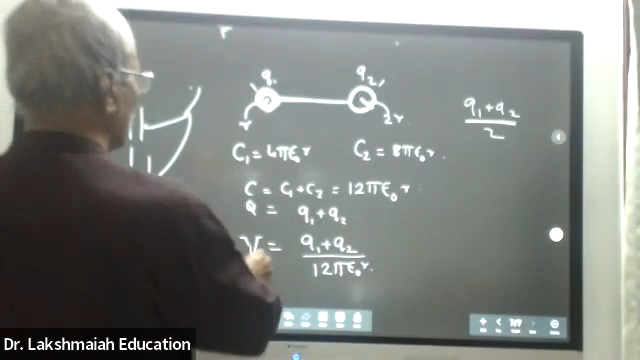 q₁ q₂
r 2r
q₁+q₂
2
C₁=4πε₀r C₂=8πε₀r
C = C₁+C₂ = 12πε₀r
Q = q₁+q₂
V = q₁+q₂
12πε₀r
Dr. Lakshmaiah Education